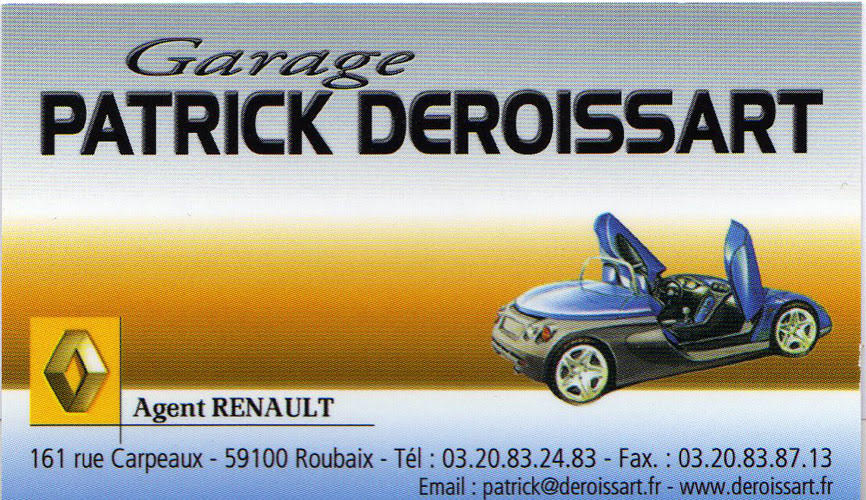 Garage
PATRICK DEROISSART
Agent RENAULT
161 rue Carpeaux - 59100 Roubaix - Tél : 03.20.83.24.83 - Fax. : 03.20.83.87.13
Email : patrick@deroissart.fr - www.deroissart.fr